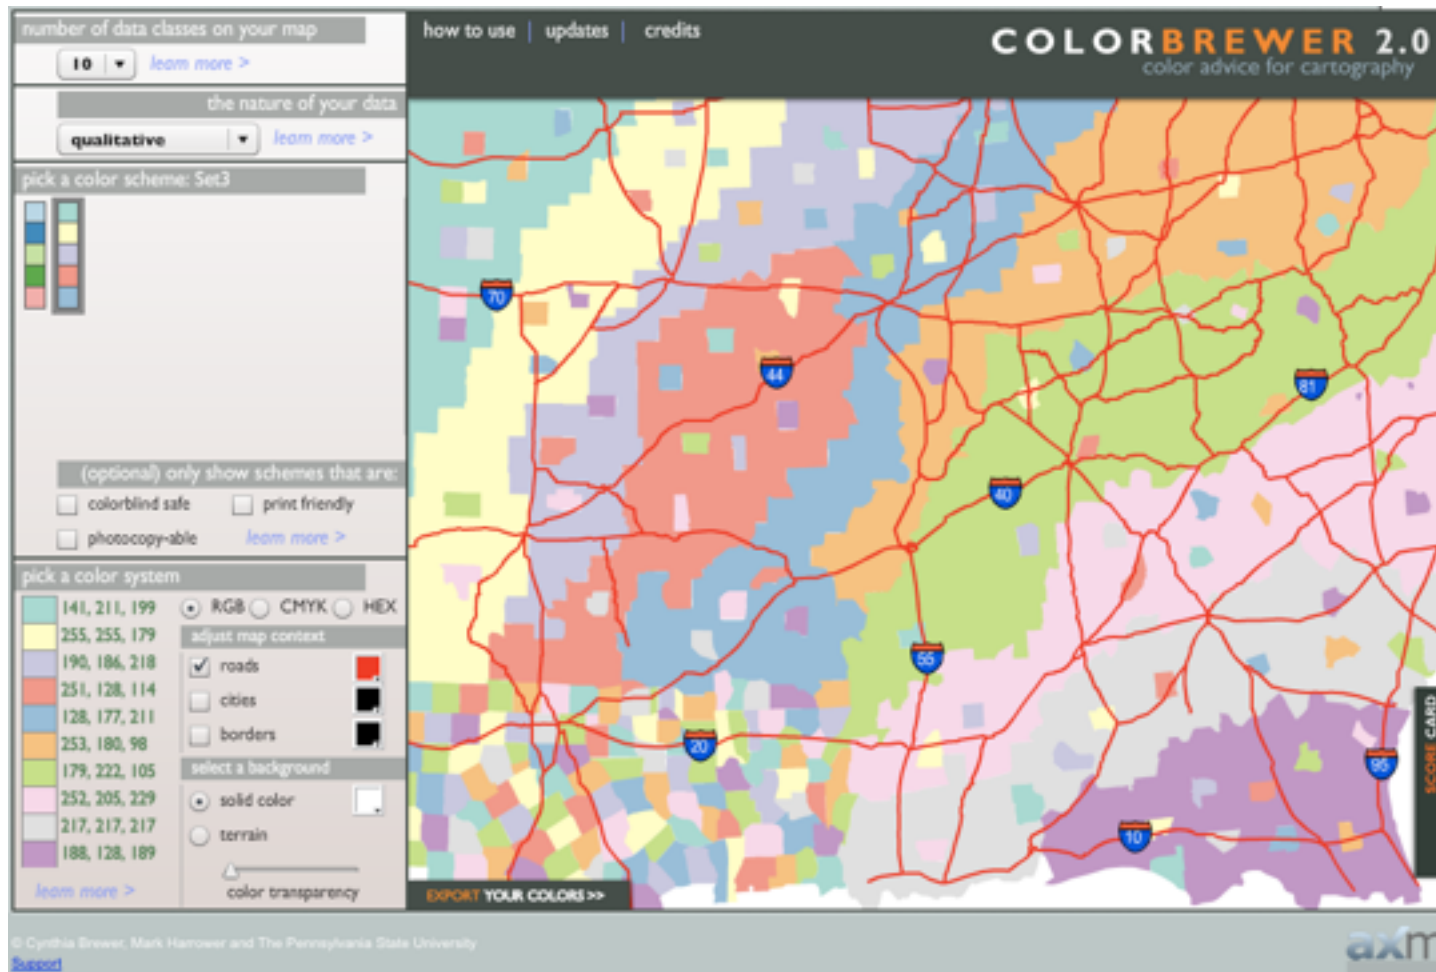 number of data classes on your map
10
learn more >
the nature of your data
qualitative
learn more >
pick a color scheme: Set3
(optional) only show schemes that are:
colorblind safe
print friendly
photocopy-able
learn more >
pick a color system
141, 211, 199
255, 255, 179
190, 186, 218
251, 128, 114
128, 177, 211
253, 180, 98
179, 222, 105
252, 205, 229
217, 217, 217
188, 128, 189
learn more >
RGB
CMYK
HEX
adjust map context
roads
cities
borders
select a background
solid color
terrain
color transparency
how to use | updates | credits
COLORBREWER 2.0
color advice for cartography
70
44
81
40
55
20
95
10
SCORE CARD
EXPORT YOUR COLORS >>
© Cynthia Brewer, Mark Harrower and The Pennsylvania State University
Support
axm